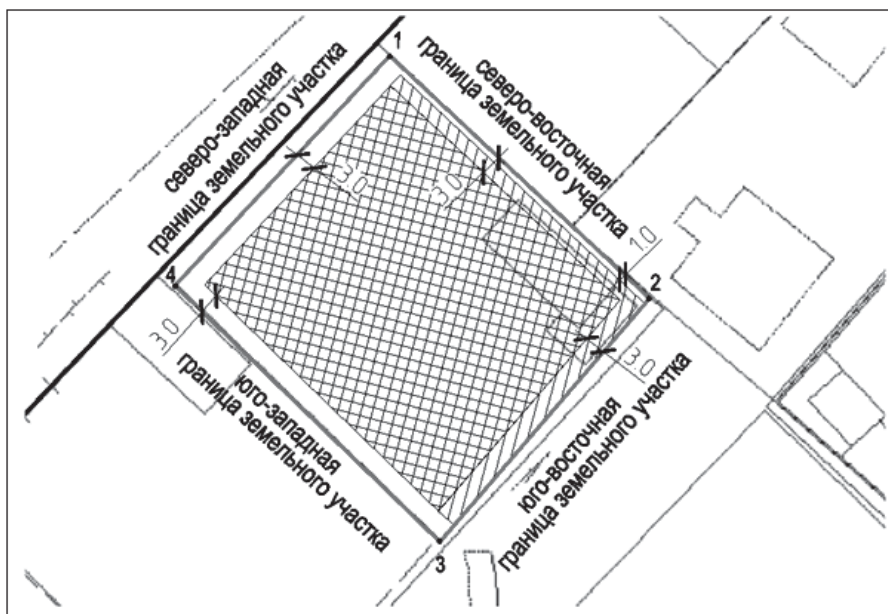 1
северо-западная
граница земельного участка
северо-восточная
граница земельного участка
3.0
3.0
1.0
2
4
3.0
3.0
юго-западная
граница земельного участка
юго-восточная
граница земельного участка
3